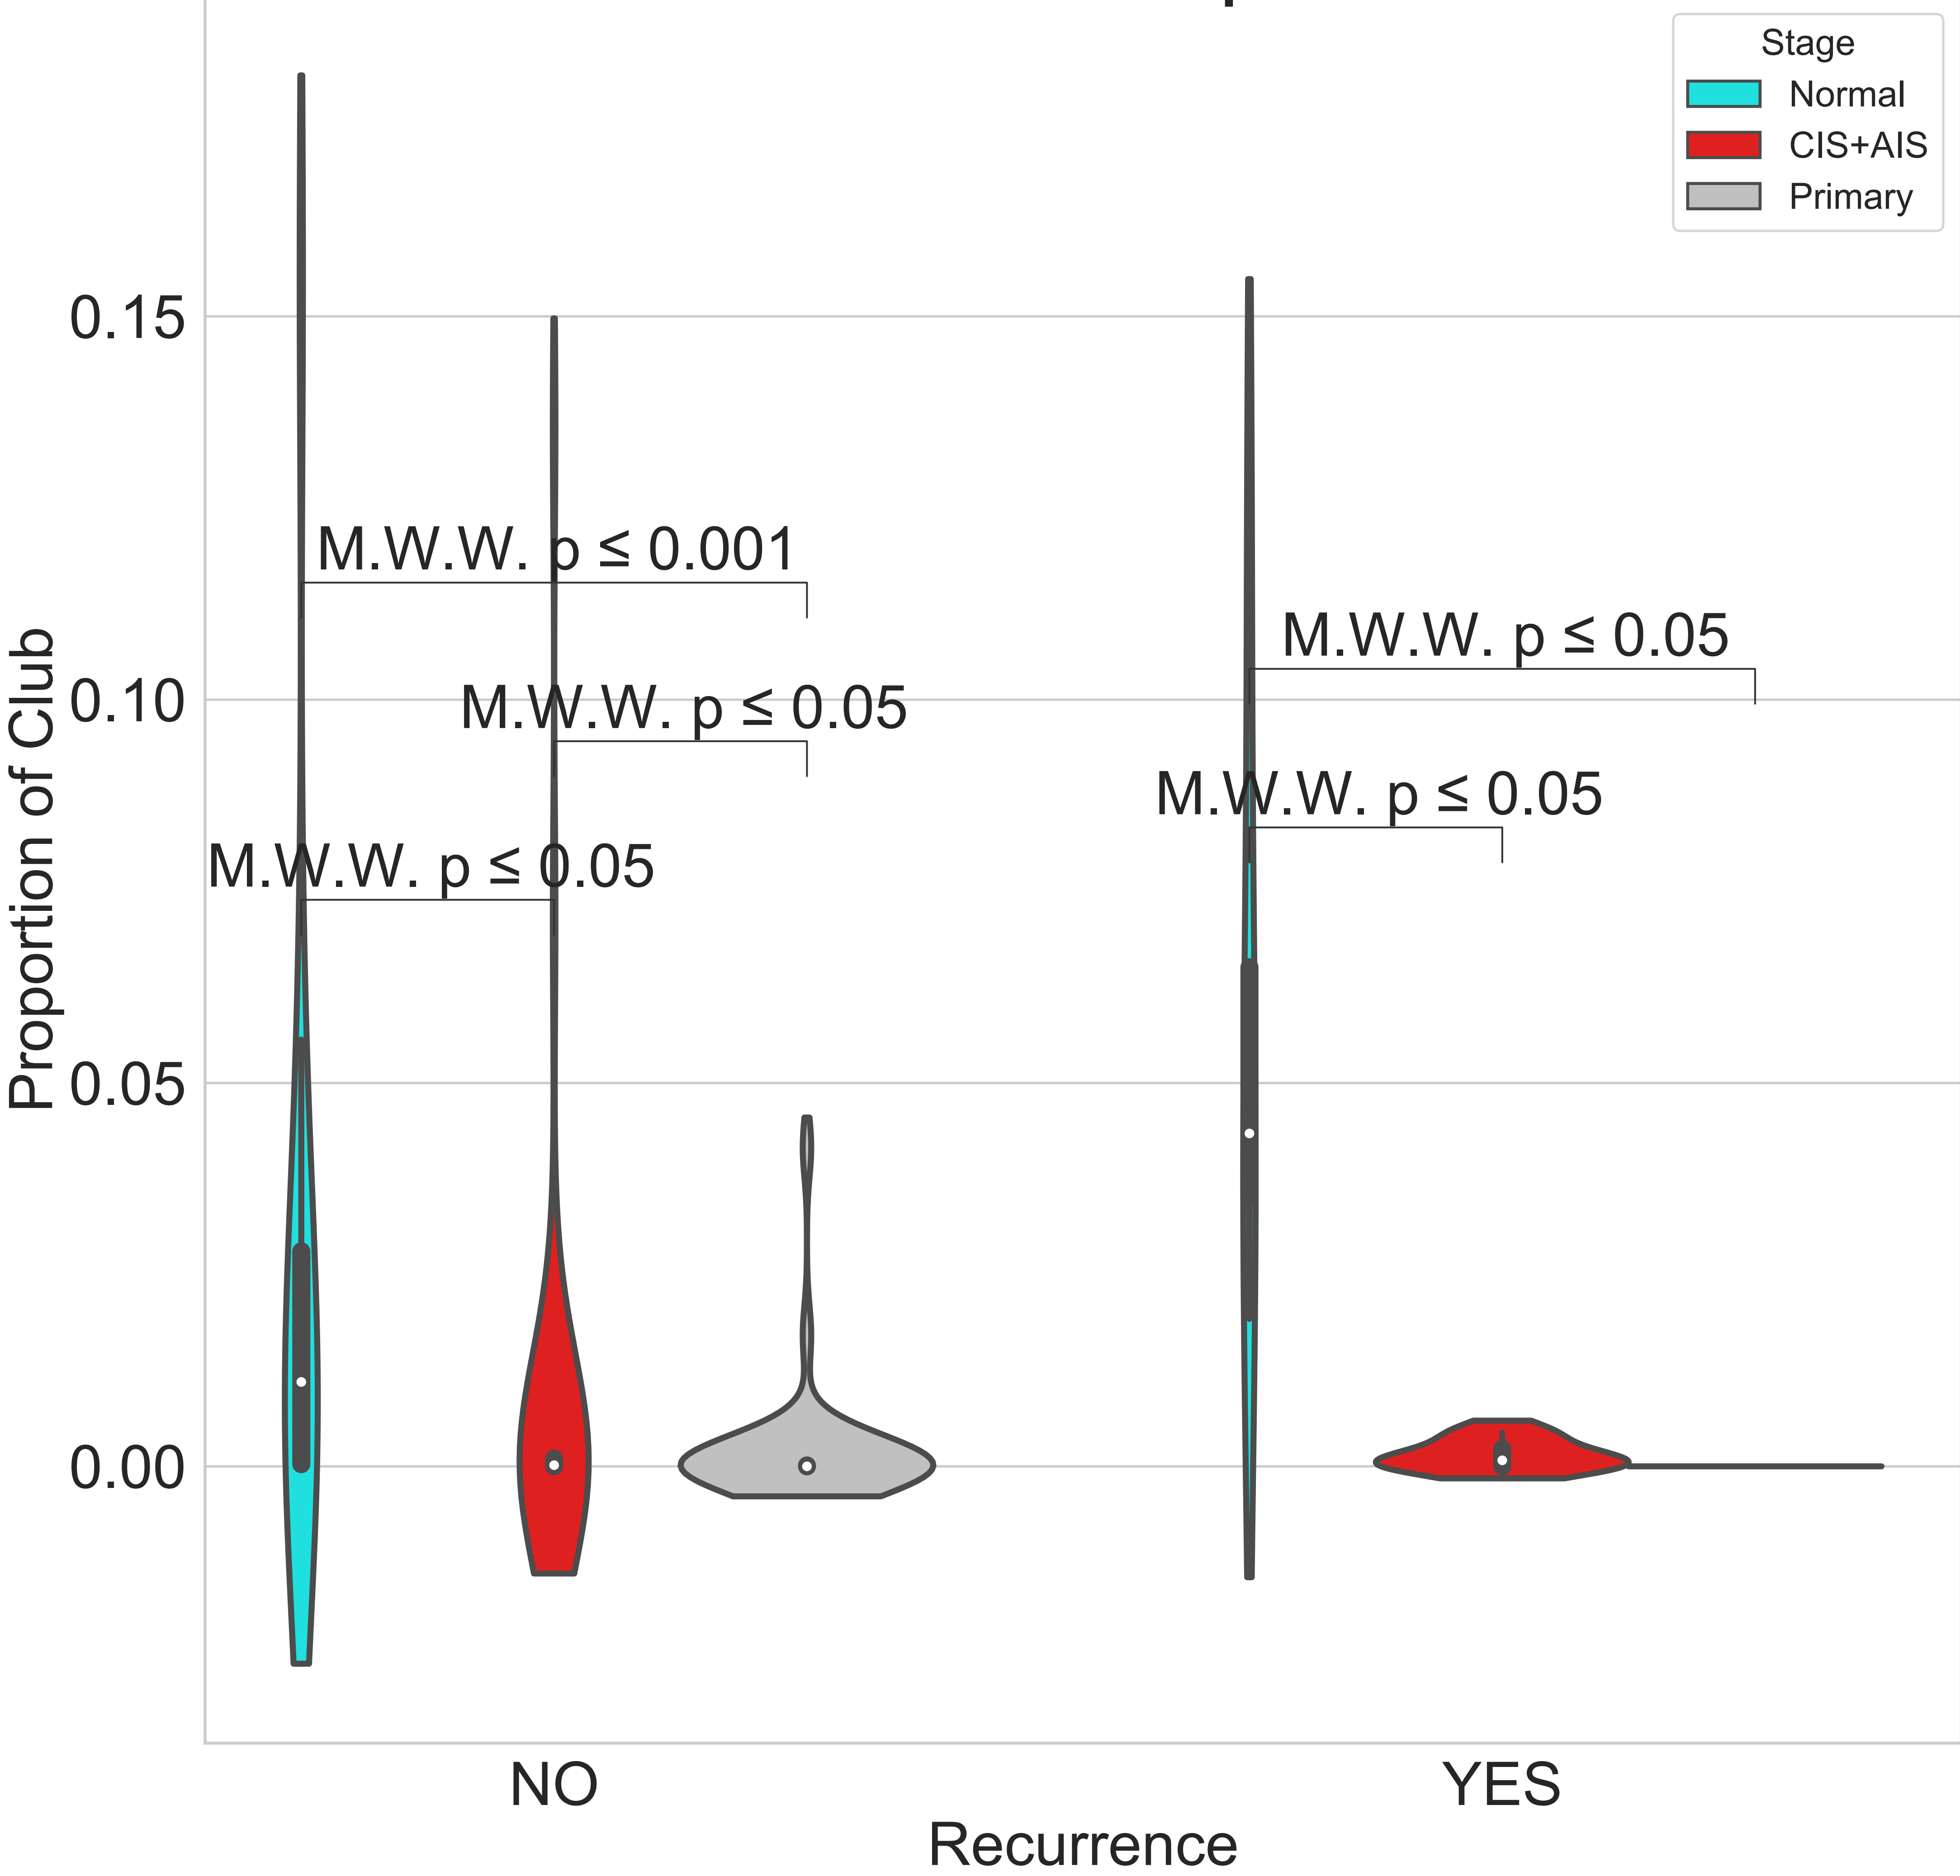 Stage
Normal
CIS+AIS
Primary
0.15
0.10
0.05
0.00
Proportion of Club
M.W.W. p ≤ 0.001
M.W.W. p ≤ 0.05
M.W.W. p ≤ 0.05
M.W.W. p ≤ 0.05
M.W.W. p ≤ 0.05
NO
YES
Recurrence